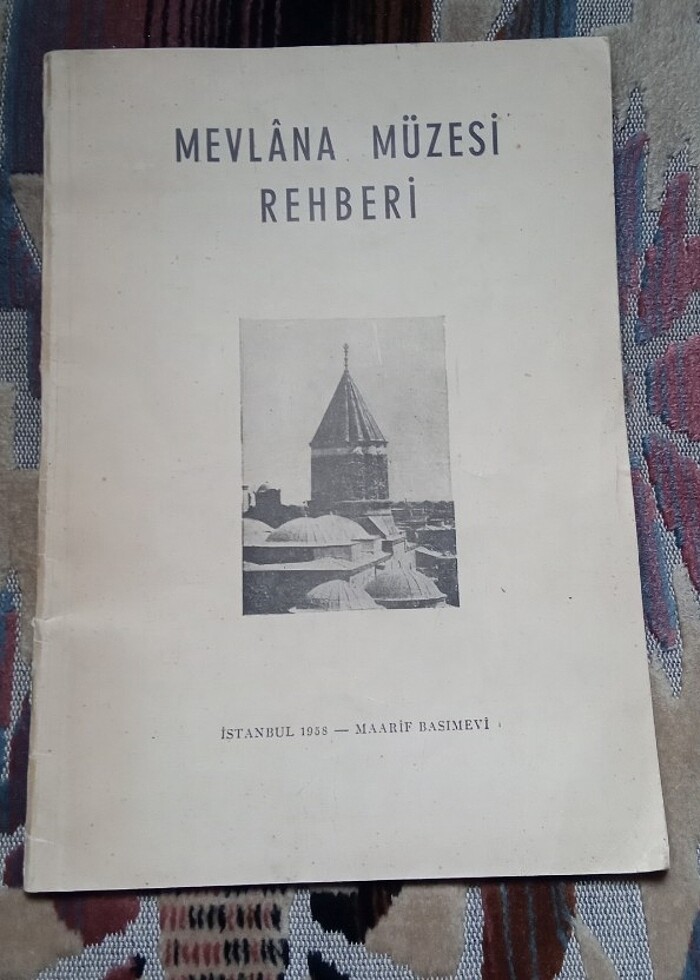 MEVLÂNA MÜZESİ
REHBERİ
İSTANBUL 1958 — MAARİF BASIMEVİ